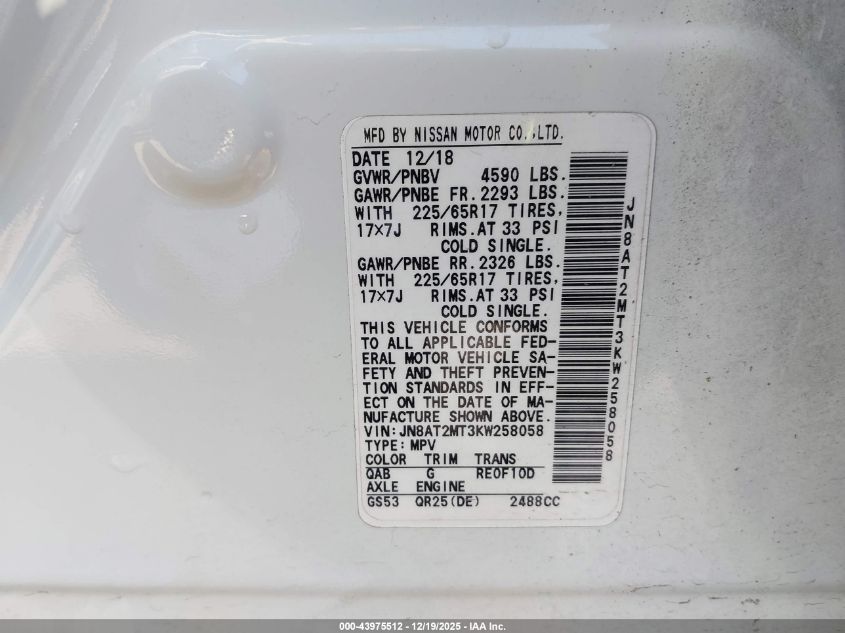 MFD BY NISSAN MOTOR CO.,LTD.
DATE 12/18
GVWR/PNBV 4590 LBS.
GAWR/PNBE FR. 2293 LBS.
WITH 225/65R17 TIRES,
17×7J RIMS.AT 33 PSI
COLD SINGLE.
GAWR/PNBE RR. 2326 LBS.
WITH 225/65R17 TIRES,
17×7J RIMS.AT 33 PSI
COLD SINGLE.
THIS VEHICLE CONFORMS
TO ALL APPLICABLE FED-
ERAL MOTOR VEHICLE SA-
FETY AND THEFT PREVEN-
TION STANDARDS IN EFF-
ECT ON THE DATE OF MA-
NUFACTURE SHOWN ABOVE.
VIN:JN8AT2MT3KW258058
TYPE:MPV
COLOR TRIM TRANS
QAB G RE0F10D
AXLE ENGINE
GS53 QR25(DE) 2488CC
JN8AT2MT3KW258058
000-43975512 - 12/19/2025 - IAA Inc.